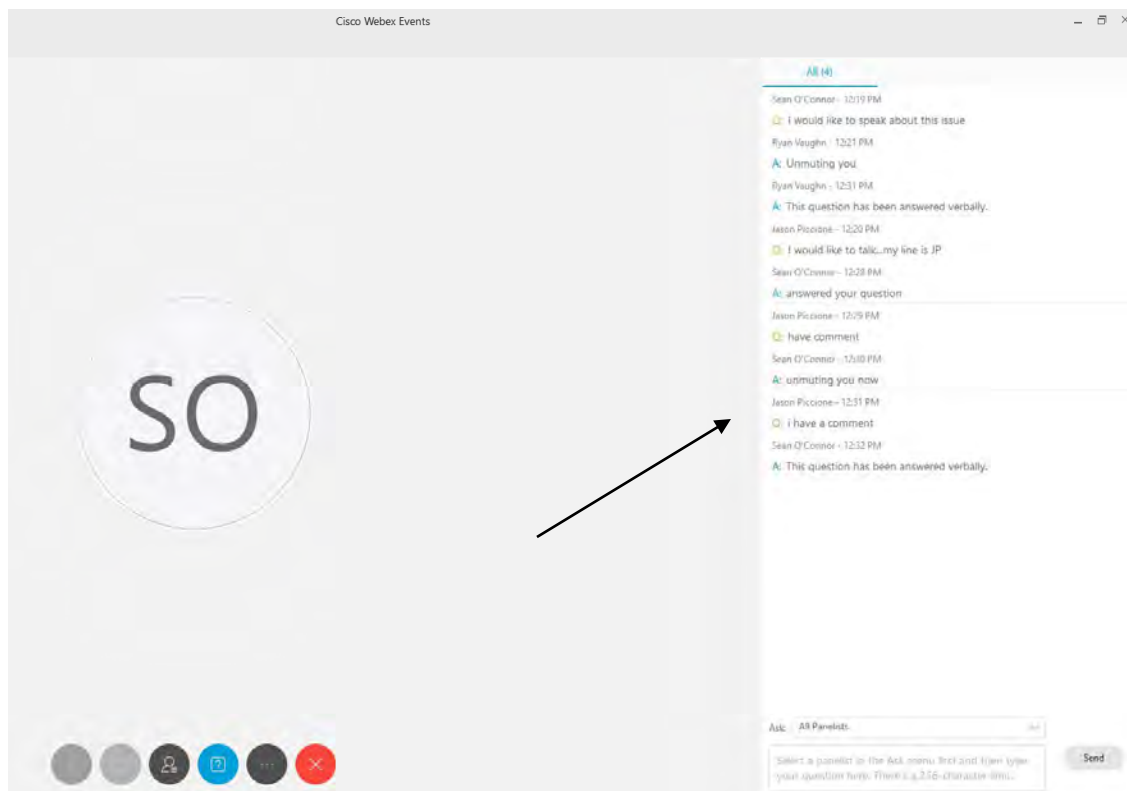 Cisco Webex Events
All (4)
Sean O'Connor - 12:19 PM
Q: I would like to speak about this issue
Ryan Vaughn - 12:21 PM
A: Unmuting you
Ryan Vaughn - 12:31 PM
A: This question has been answered verbally.
Jason Piccione - 12:20 PM
Q: I would like to talk...my line is JP
Sean O'Connor - 12:28 PM
A: answered your question
Jason Piccione - 12:29 PM
Q: have comment
Sean O'Connor - 12:30 PM
A: unmuting you now
Jason Piccione - 12:31 PM
Q: i have a comment
Sean O'Connor - 12:32 PM
A: This question has been answered verbally.
SO
Ask: All Panelists
Select a panelist in the Ask menu first and then type
your question here. There's a 256-character limit.
Send